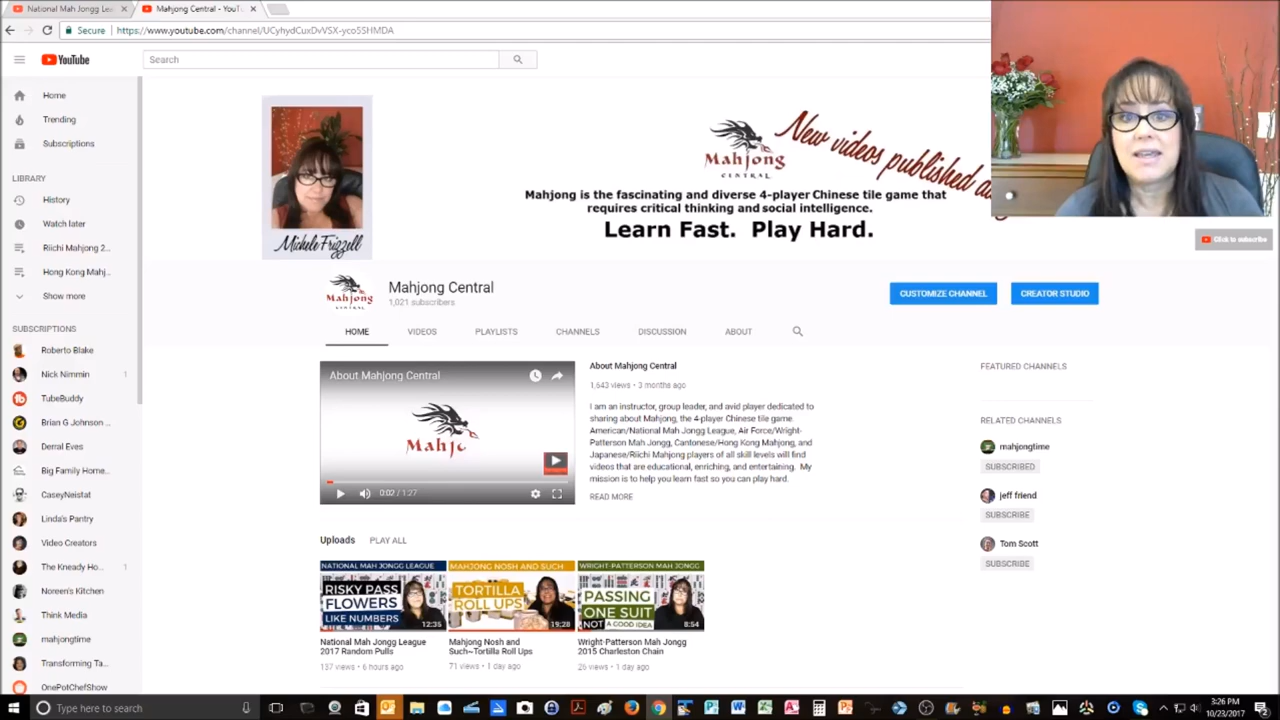 National Mah Jongg Lea
Mahjong Central - YouTu
Secure
https://www.youtube.com/channel/UCyhydCuxDvVSX-yco5SHMDA
YouTube
Search
Home
Trending
Subscriptions
LIBRARY
History
Watch later
Riichi Mahjong 2...
Hong Kong Mahj...
Show more
SUBSCRIPTIONS
Roberto Blake
Nick Nimmin 1
TubeBuddy
Brian G Johnson ...
Derral Eves
Big Family Home...
CaseyNeistat
Linda's Pantry
Video Creators
The Kneady Ho... 1
Noreen's Kitchen
Think Media
mahjongtime
Transforming Ta...
OnePotChefShow
Michele Frizzell
Mahjong
CENTRAL
New videos published
Mahjong is the fascinating and diverse 4-player Chinese tile game that
requires critical thinking and social intelligence.
Learn Fast. Play Hard.
Click to subscribe
Mahjong
CENTRAL
Mahjong Central
1,021 subscribers
CUSTOMIZE CHANNEL
CREATOR STUDIO
HOME
VIDEOS
PLAYLISTS
CHANNELS
DISCUSSION
ABOUT
About Mahjong Central
Mahjc
0:02 / 1:27
About Mahjong Central
1,643 views • 3 months ago
I am an instructor, group leader, and avid player dedicated to
sharing about Mahjong, the 4-player Chinese tile game.
American/National Mah Jongg League, Air Force/Wright-
Patterson Mah Jongg, Cantonese/Hong Kong Mahjong, and
Japanese/Riichi Mahjong players of all skill levels will find
videos that are educational, enriching, and entertaining. My
mission is to help you learn fast so you can play hard.
READ MORE
FEATURED CHANNELS
RELATED CHANNELS
mahjongtime
SUBSCRIBED
jeff friend
SUBSCRIBE
Tom Scott
SUBSCRIBE
Uploads
PLAY ALL
NATIONAL MAH JONGG LEAGUE
RISKY PASS
FLOWERS
LIKE NUMBERS
12:35
National Mah Jongg League
2017 Random Pulls
137 views • 6 hours ago
MAHJONG NOSH AND SUCH
TORTILLA
ROLL UPS
19:28
Mahjong Nosh and
Such~Tortilla Roll Ups
71 views • 1 day ago
WRIGHT-PATTERSON MAH JONGG
PASSING
ONE SUIT
NOT A GOOD IDEA
8:54
Wright-Patterson Mah Jongg
2015 Charleston Chain
26 views • 1 day ago
Type here to search
3:26 PM
10/23/2017